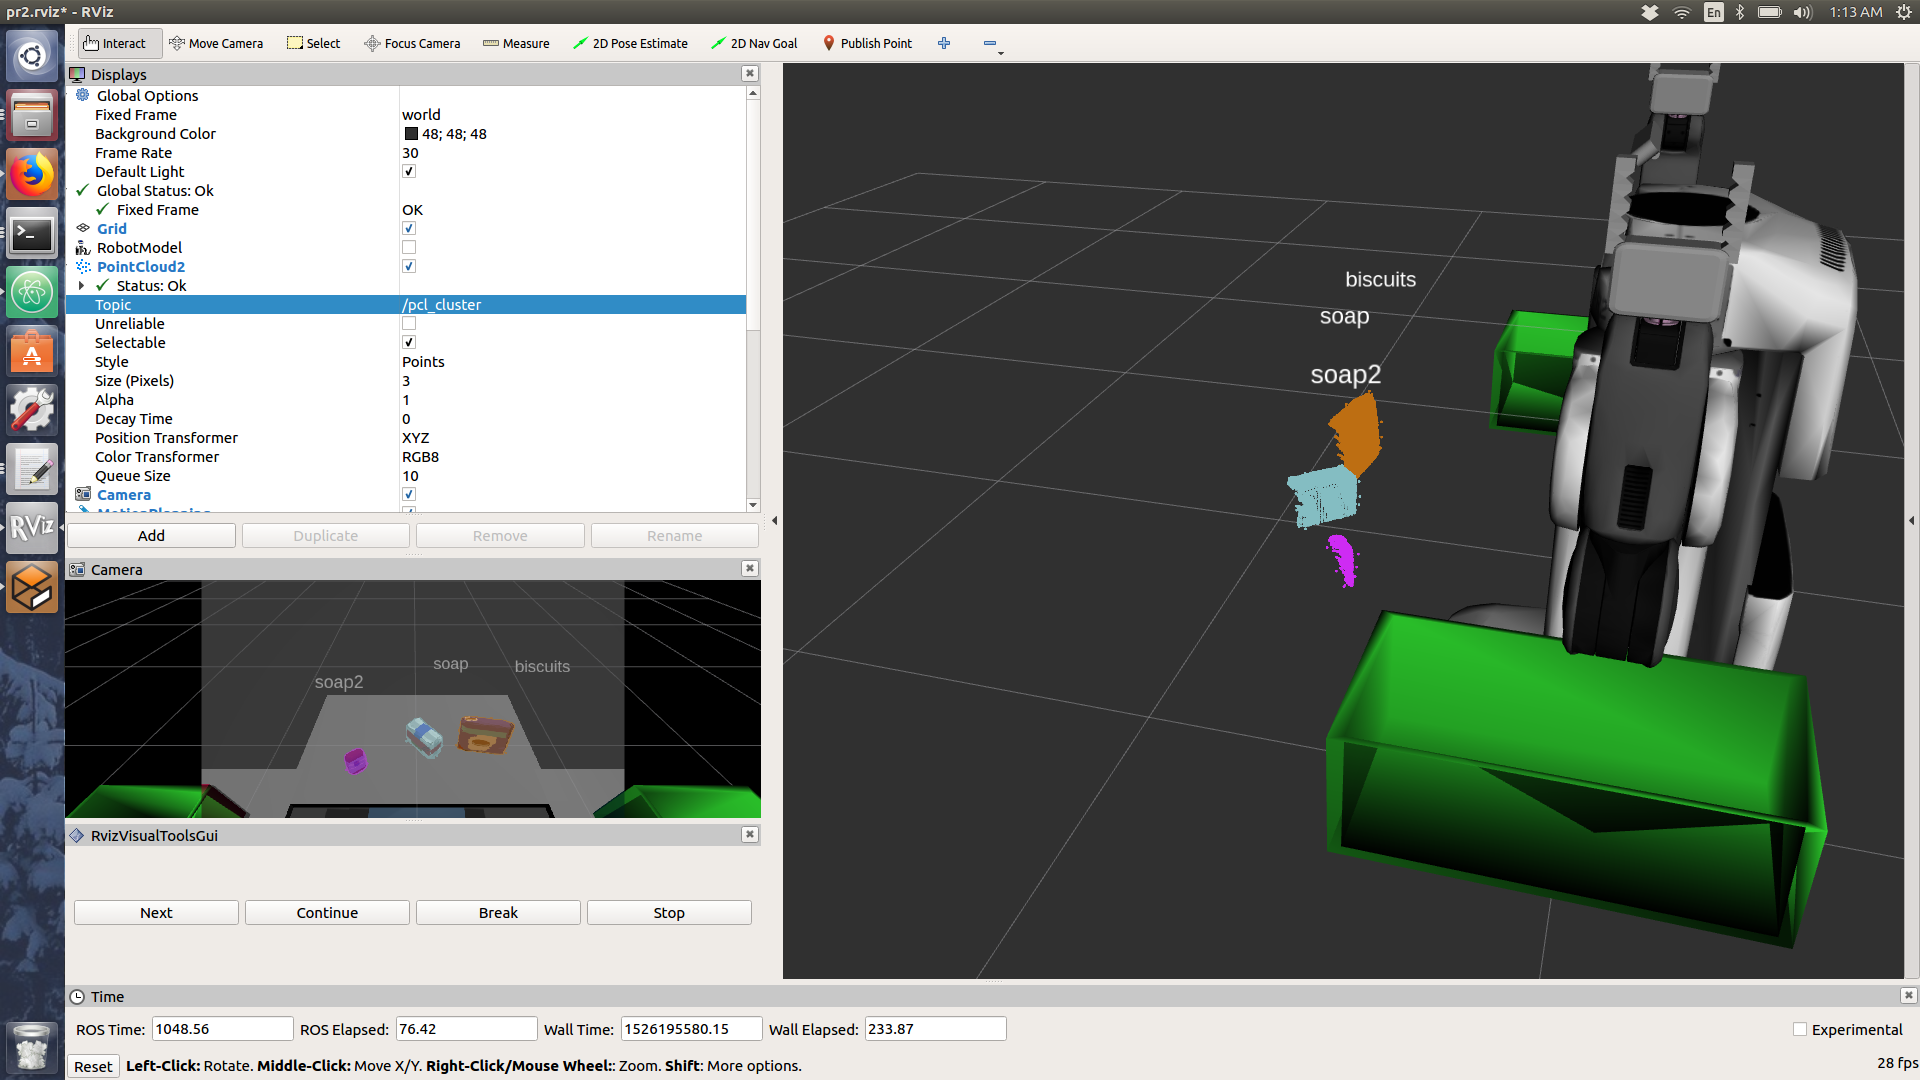 pr2.rviz* - RViz
En
1:13 AM
Interact
Move Camera
Select
Focus Camera
Measure
2D Pose Estimate
2D Nav Goal
Publish Point
Displays
Global Options
Fixed Frame world
Background Color 48; 48; 48
Frame Rate 30
Default Light
Global Status: Ok
Fixed Frame OK
Grid
RobotModel
PointCloud2
Status: Ok
Topic /pcl_cluster
Unreliable
Selectable
Style Points
Size (Pixels) 3
Alpha 1
Decay Time 0
Position Transformer XYZ
Color Transformer RGB8
Queue Size 10
Camera
MotionPlanning
Add Duplicate Remove Rename
Camera
soap
biscuits
soap2
RvizVisualToolsGui
Next Continue Break Stop
biscuits
soap
soap2
RViz
Time
ROS Time: 1048.56 ROS Elapsed: 76.42 Wall Time: 1526195580.15 Wall Elapsed: 233.87 Experimental
Reset Left-Click: Rotate. Middle-Click: Move X/Y. Right-Click/Mouse Wheel:: Zoom. Shift: More options. 28 fps